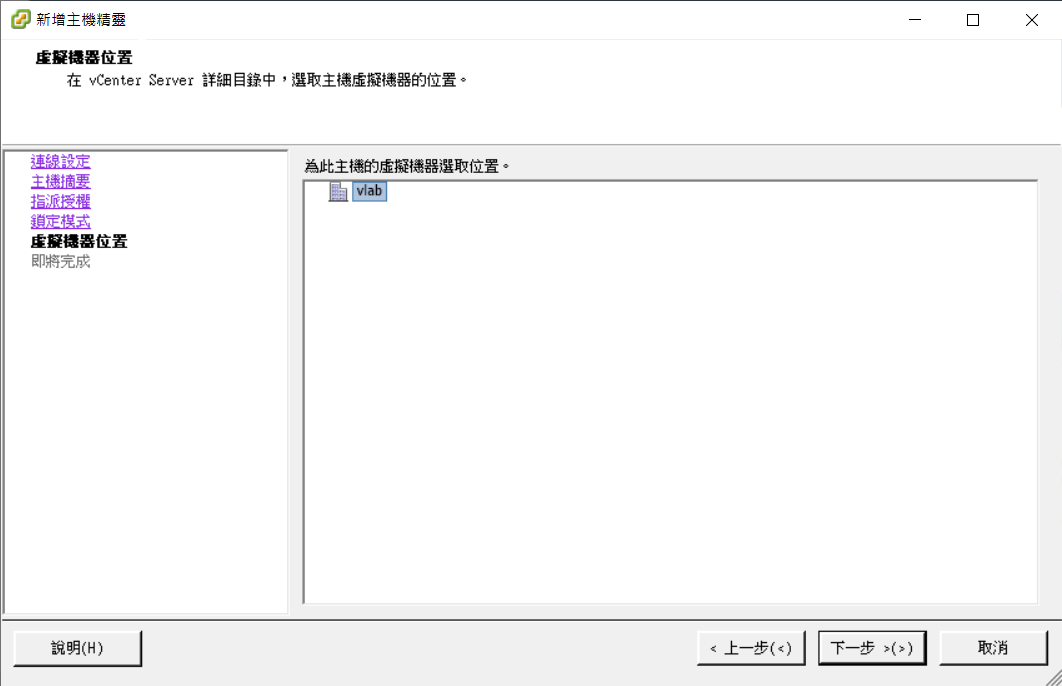 新增主機精靈
虛擬機器位置
在 vCenter Server 詳細目錄中，選取主機虛擬機器的位置。
連線設定
主機摘要
指派授權
鎖定模式
虛擬機器位置
即將完成
為此主機的虛擬機器選取位置。
vlab
說明(H)
< 上一步(<)
下一步 >(>)
取消